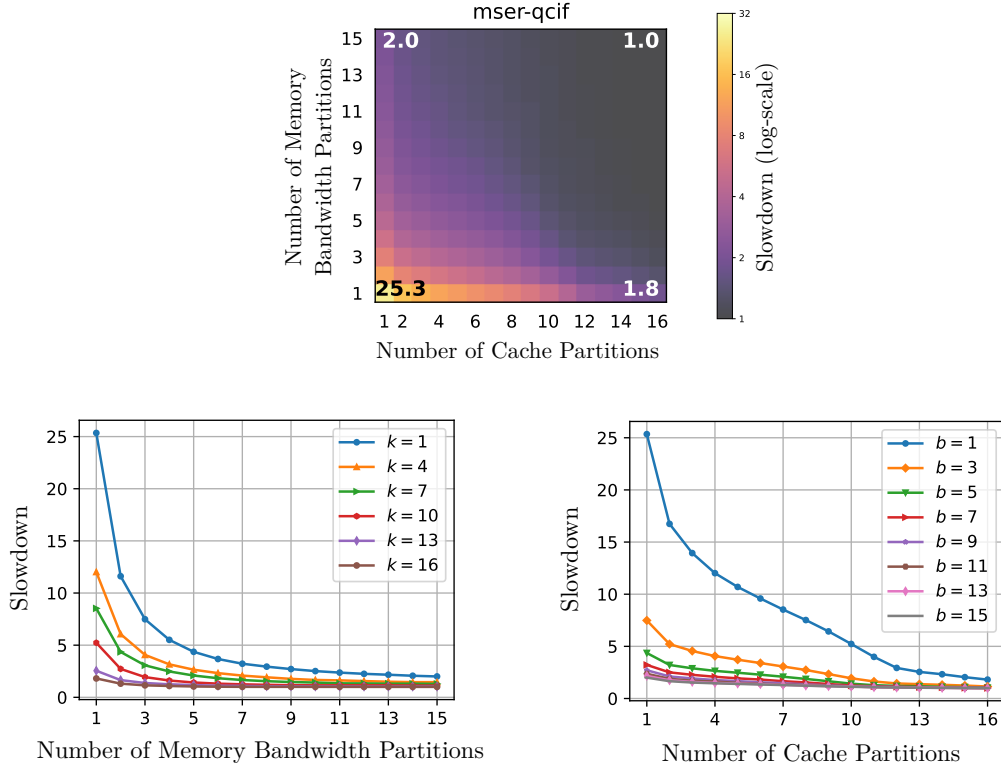 mser-qcif
Number of Memory
Bandwidth Partitions
15
13
11
9
7
5
3
1
2.0
1.0
25.3
1.8
1 2 4 6 8 10 12 14 16
Number of Cache Partitions
32
16
8
4
2
1
Slowdown (log-scale)
Slowdown
25
20
15
10
5
0
k = 1
k = 4
k = 7
k = 10
k = 13
k = 16
1 3 5 7 9 11 13 15
Number of Memory Bandwidth Partitions
Slowdown
25
20
15
10
5
0
b = 1
b = 3
b = 5
b = 7
b = 9
b = 11
b = 13
b = 15
1 4 7 10 13 16
Number of Cache Partitions